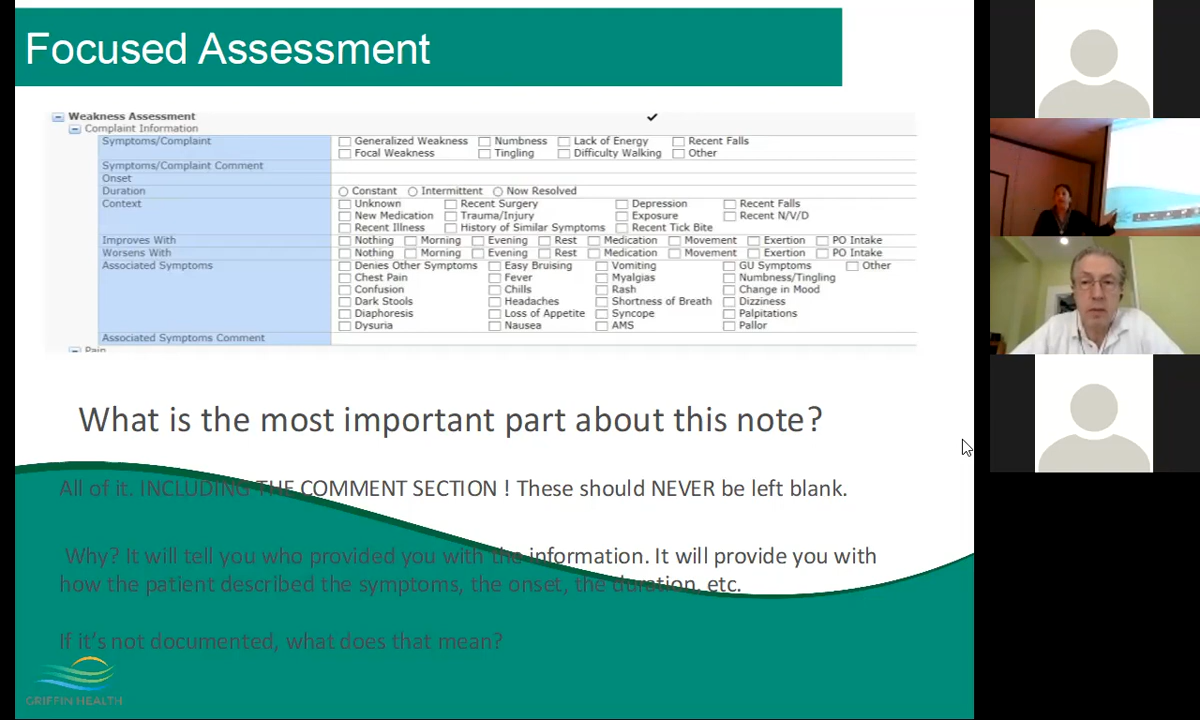 Focused Assessment
Weakness Assessment
Complaint Information
Symptoms/Complaint Generalized Weakness Numbness Lack of Energy Recent Falls
Focal Weakness Tingling Difficulty Walking Other
Symptoms/Complaint Comment
Onset
Duration Constant Intermittent Now Resolved
Context Unknown Recent Surgery Depression Recent Falls
New Medication Trauma/Injury Exposure Recent N/V/D
Recent Illness History of Similar Symptoms Recent Tick Bite
Improves With Nothing Morning Evening Rest Medication Movement Exertion PO Intake
Worsens With Nothing Morning Evening Rest Medication Movement Exertion PO Intake
Associated Symptoms Denies Other Symptoms Easy Bruising Vomiting GU Symptoms Other
Chest Pain Fever Myalgias Numbness/Tingling
Confusion Chills Rash Change in Mood
Dark Stools Headaches Shortness of Breath Dizziness
Diaphoresis Loss of Appetite Syncope Palpitations
Dysuria Nausea AMS Pallor
Associated Symptoms Comment
Pain
What is the most important part about this note?
All of it. INCLUDING THE COMMENT SECTION ! These should NEVER be left blank.
Why? It will tell you who provided you with the information. It will provide you with
how the patient described the symptoms, the onset, the duration, etc.
If it's not documented, what does that mean?
GRIFFIN HEALTH